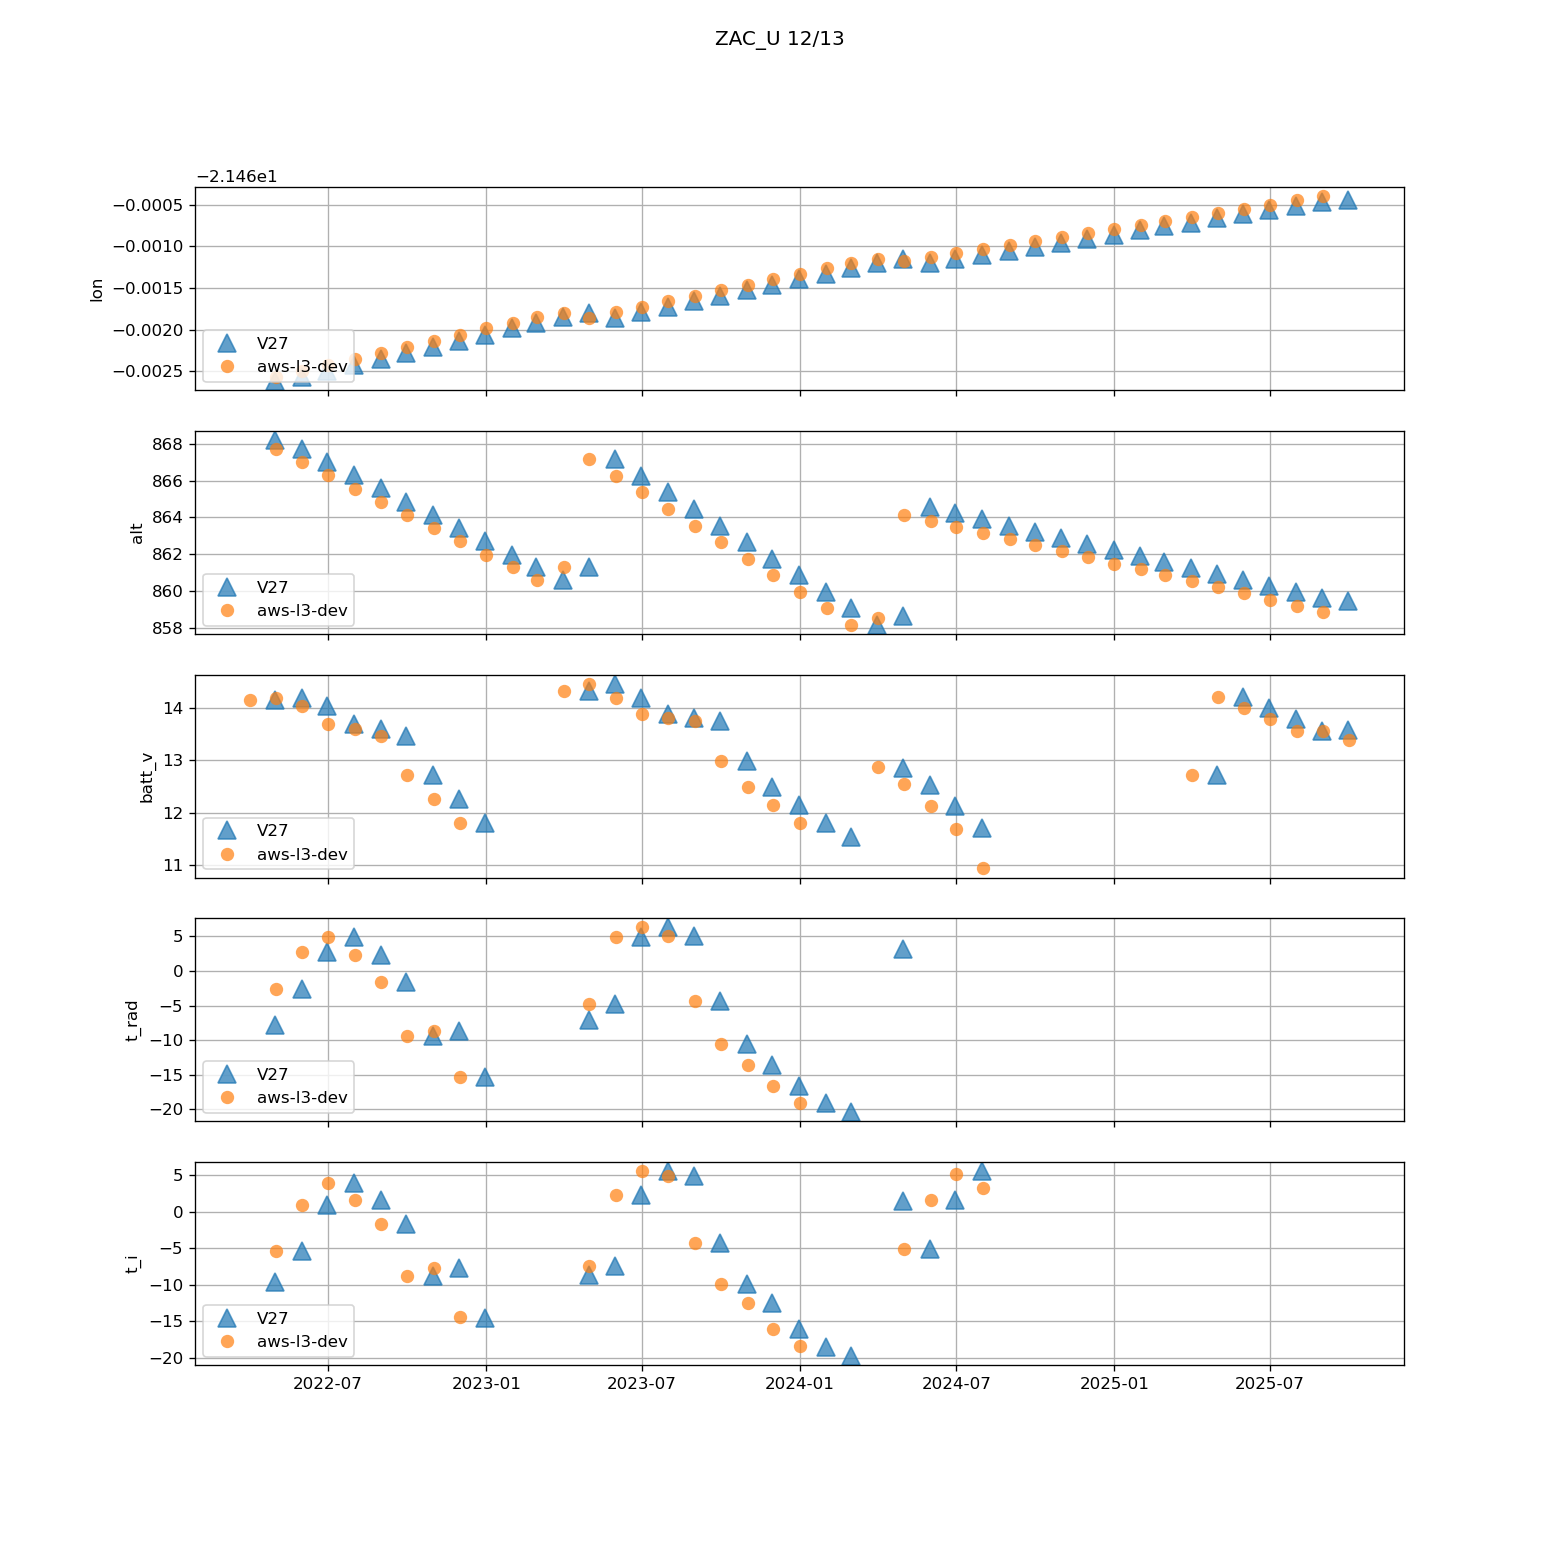 ZAC_U 12/13
−2.146e1
−0.0005
−0.0010
−0.0015
−0.0020
−0.0025
lon
V27
aws-l3-dev
868
866
864
862
860
858
alt
V27
aws-l3-dev
14
13
12
11
batt_v
V27
aws-l3-dev
5
0
−5
−10
−15
−20
t_rad
V27
aws-l3-dev
5
0
−5
−10
−15
−20
t_i
V27
aws-l3-dev
2022-07 2023-01 2023-07 2024-01 2024-07 2025-01 2025-07